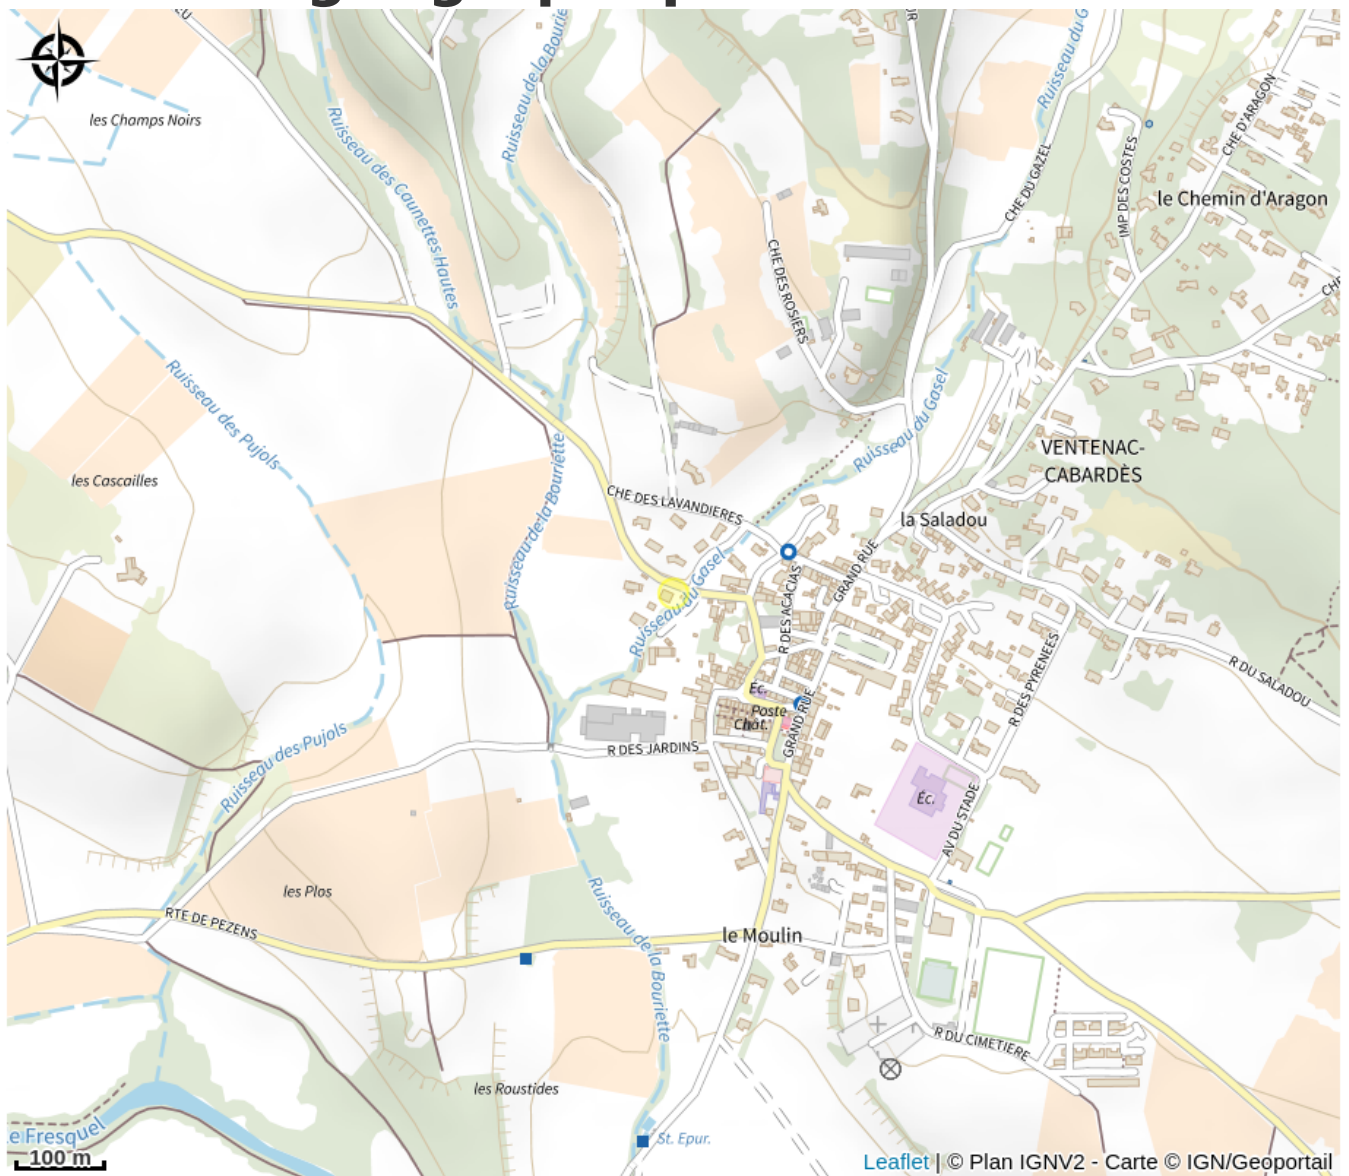 les Champs Noirs
Ruisseau des Caunettes Hautes
Ruisseau de la Bourie
Ruisseau du G
CHE D'ARAGON
CHE DU GAZEL
IMP DES COSTES
le Chemin d'Aragon
CHE DES ROSIERS
CHE
Ruisseau des Pujols
Ruisseau du Gasel
VENTENAC-
CABARDÈS
les Cascailles
Ruisseau de la Bouriette
CHE DES LAVANDIERES
la Saladou
GRAND RUE
R DES ACACIAS
Ruisseau du Gasel
R DES PYRENEES
R DU SALADOU
Éc.
Poste
Chât.
GRAND RUE
R DES JARDINS
Ruisseau des Pujols
Éc.
AV DU STADE
les Plos
RTE DE PEZENS
Ruisseau de la Bouriette
le Moulin
R DU CIMETIERE
les Roustides
Le Fresquel
St. Epur.
100 m
Leaflet | © Plan IGNV2 - Carte © IGN/Geoportail